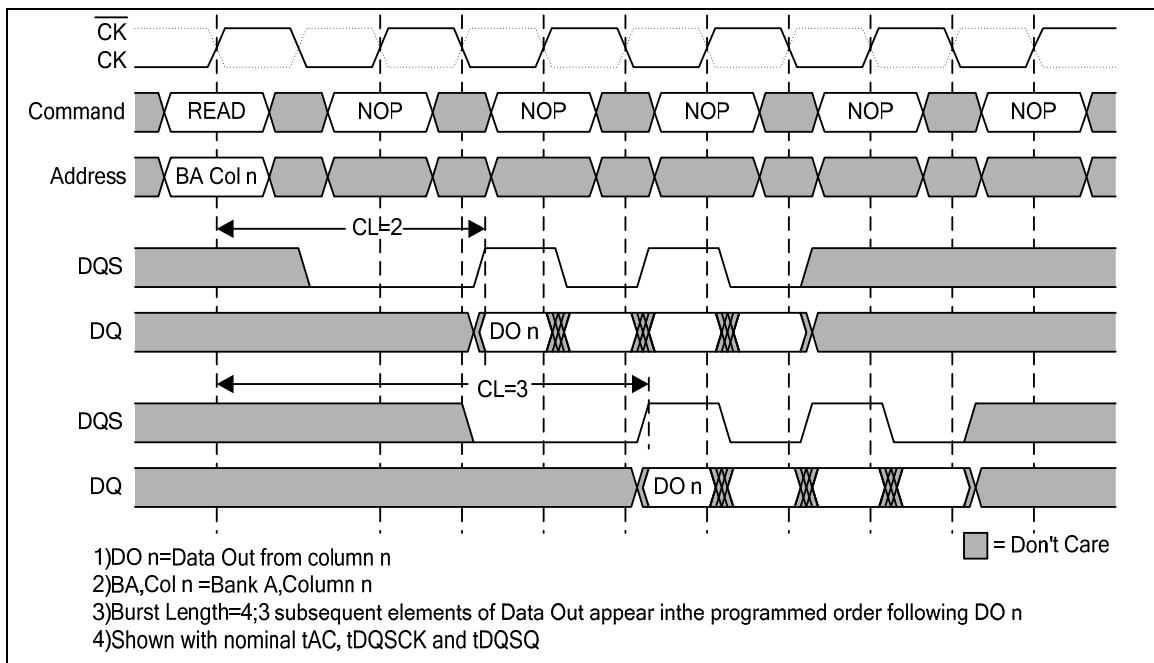 CK
CK
Command READ NOP NOP NOP NOP NOP
Address BA Col n
CL=2
DQS
DQ DO n
CL=3
DQS
DQ DO n
= Don't Care
1)DO n=Data Out from column n
2)BA,Col n =Bank A,Column n
3)Burst Length=4;3 subsequent elements of Data Out appear inthe programmed order following DO n
4)Shown with nominal tAC, tDQSCK and tDQSQ